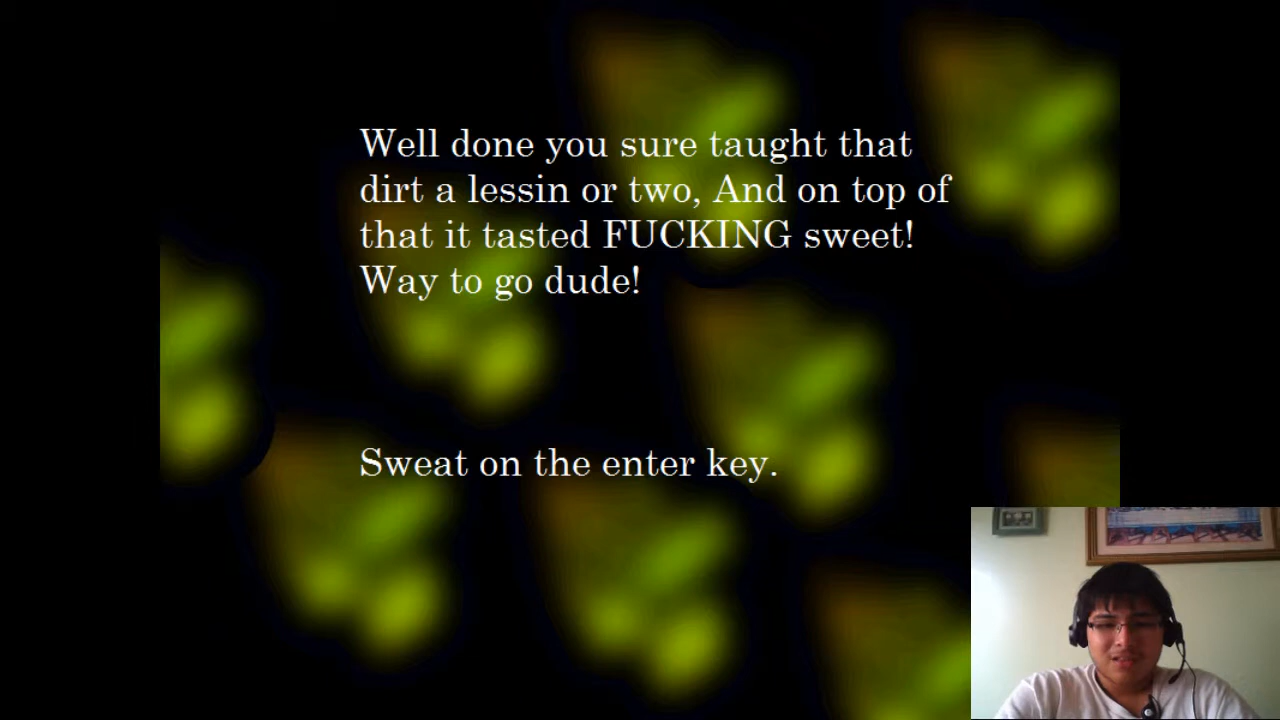 Well done you sure taught that
dirt a lessin or two, And on top of
that it tasted FUCKING sweet!
Way to go dude!
Sweat on the enter key.